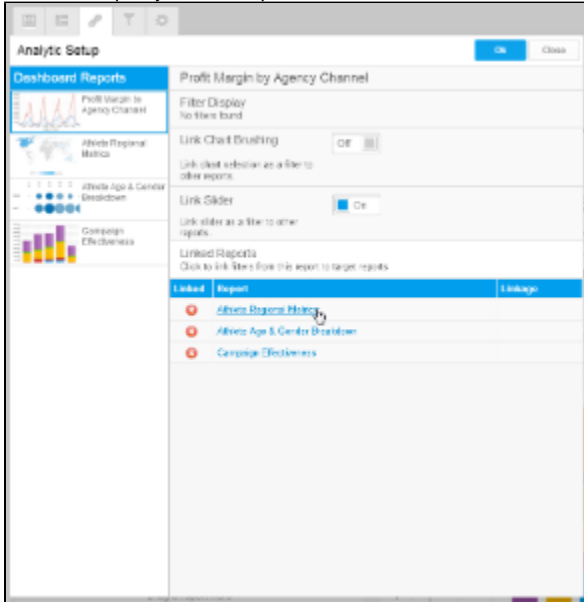 Analytic Setup
Ok
Close
Dashboard Reports
Profit Margin by Agency Channel
Athlete Regional Metrics
Athlete Age & Gender Breakdown
Campaign Effectiveness
Profit Margin by Agency Channel
Filter Display
No filters found
Link Chart Brushing
Off
Link chart selection as a filter to
other reports.
Link Slider
On
Link slider as a filter to other
reports.
Linked Reports
Click to link filters from this report to target reports
Linked
Report
Linkage
Athlete Regional Metrics
Athlete Age & Gender Breakdown
Campaign Effectiveness